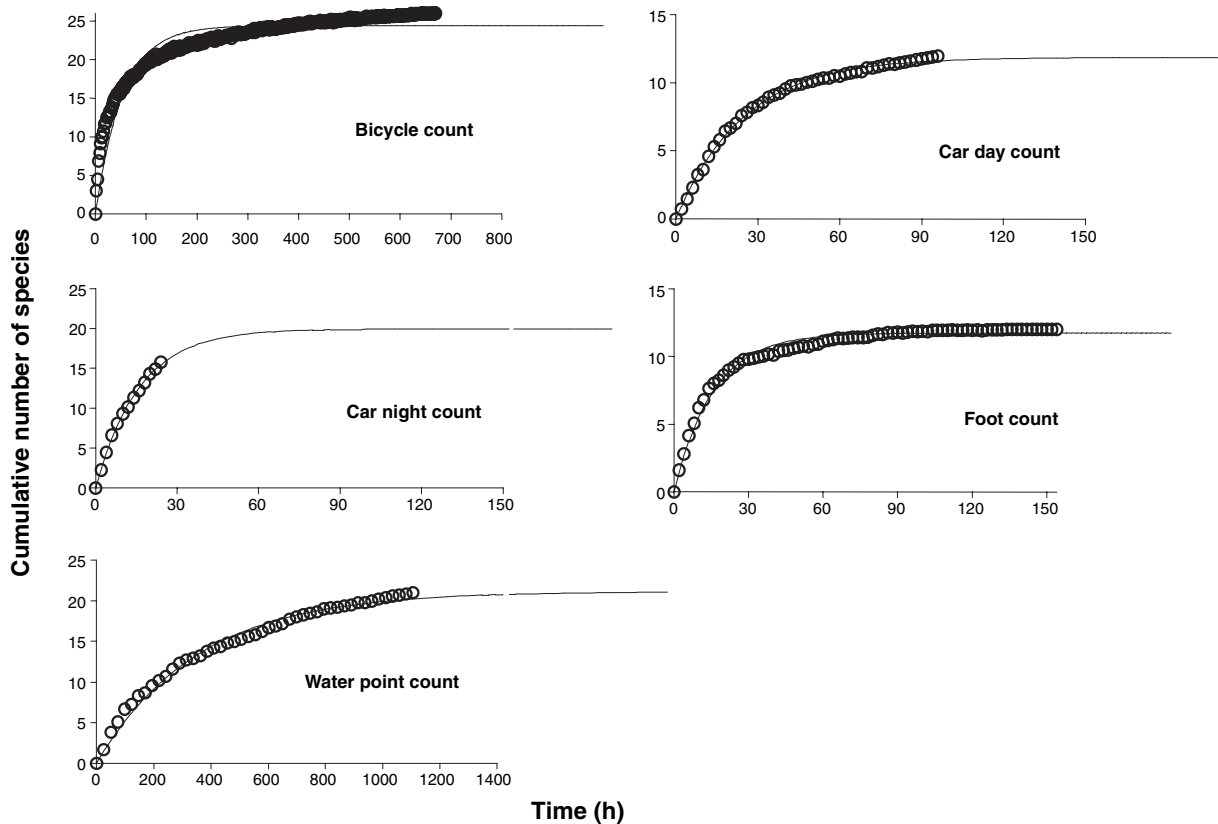 Cumulative number of species
25
20
15
10
5
0
0 100 200 300 400 500 600 700 800
Bicycle count
15
10
5
0
0 30 60 90 120 150
Car day count
25
20
15
10
5
0
0 30 60 90 120 150
Car night count
15
10
5
0
0 30 60 90 120 150
Foot count
25
20
15
10
5
0
0 200 400 600 800 1000 1200 1400
Water point count
Time (h)